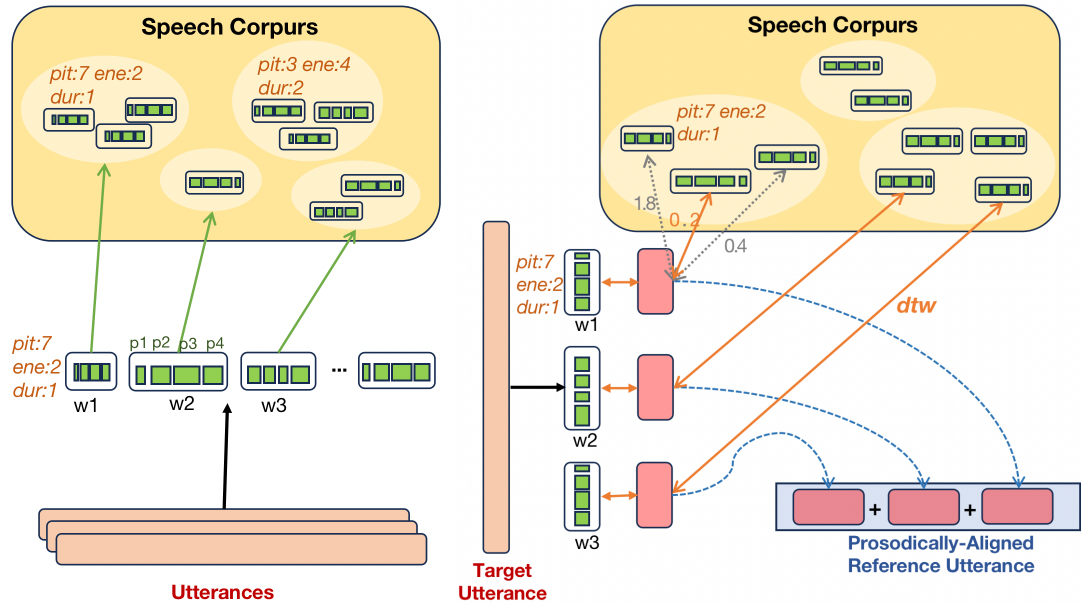 Speech Corpurs
pit:7 ene:2
dur:1
pit:3 ene:4
dur:2
pit:7
ene:2
dur:1
p1 p2 p3 p4
w1
w2
w3
...
Utterances
Speech Corpurs
pit:7 ene:2
dur:1
1.8
0.2
0.4
pit:7
ene:2
dur:1
w1
dtw
w2
w3
Target
Utterance
+ +
Prosodically-Aligned
Reference Utterance